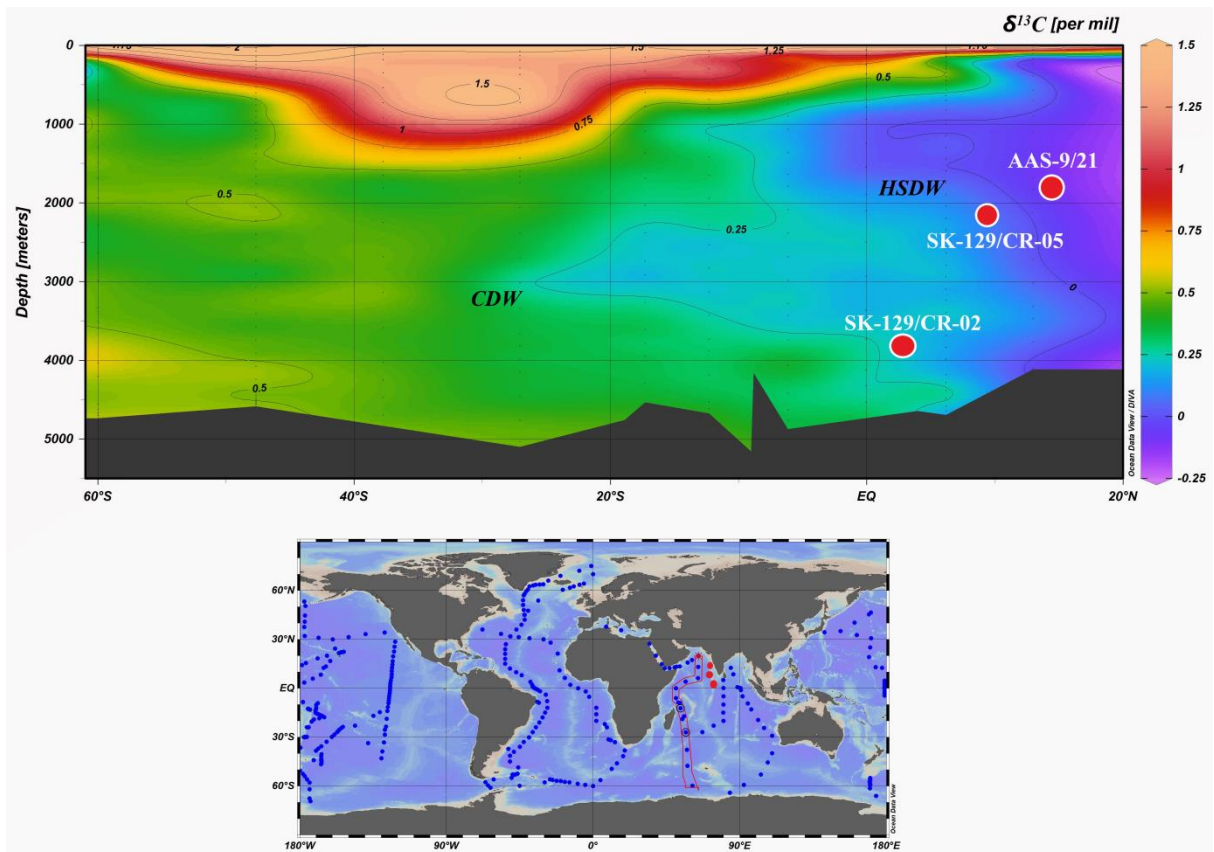 δ¹³C [per mil]
0
1000
2000
3000
4000
5000
Depth [meters]
1.75
2
1.5
1.25
1.75
0.5
1.5
1
0.75
0.5
0.25
0
0.5
HSDW
AAS-9/21
SK-129/CR-05
CDW
SK-129/CR-02
1.5
1.25
1
0.75
0.5
0.25
0
-0.25
Ocean Data View / DIVA
60°S
40°S
20°S
EQ
20°N
60°N
30°N
EQ
30°S
60°S
180°W
90°W
0°
90°E
180°E
Ocean Data View